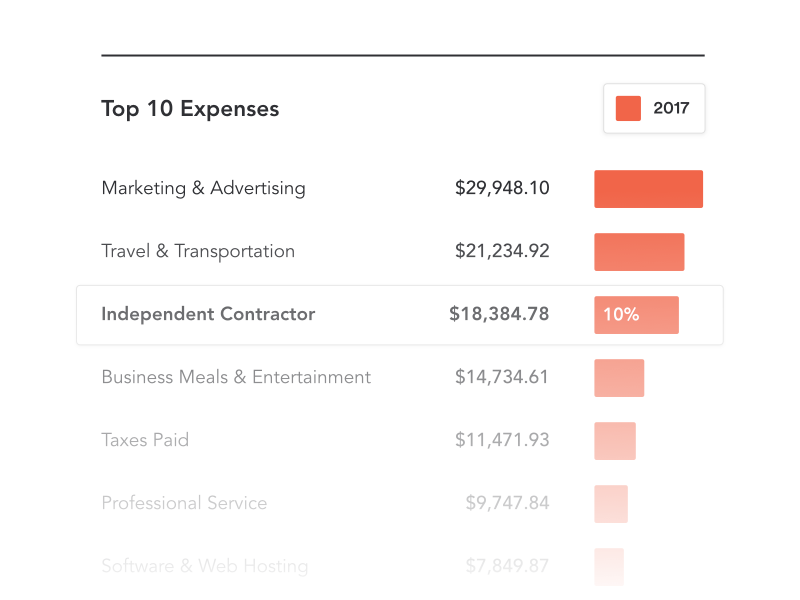 Top 10 Expenses
2017
Marketing & Advertising $29,948.10
Travel & Transportation $21,234.92
Independent Contractor $18,384.78 10%
Business Meals & Entertainment $14,734.61
Taxes Paid $11,471.93
Professional Service $9,747.84
Software & Web Hosting $7,849.87